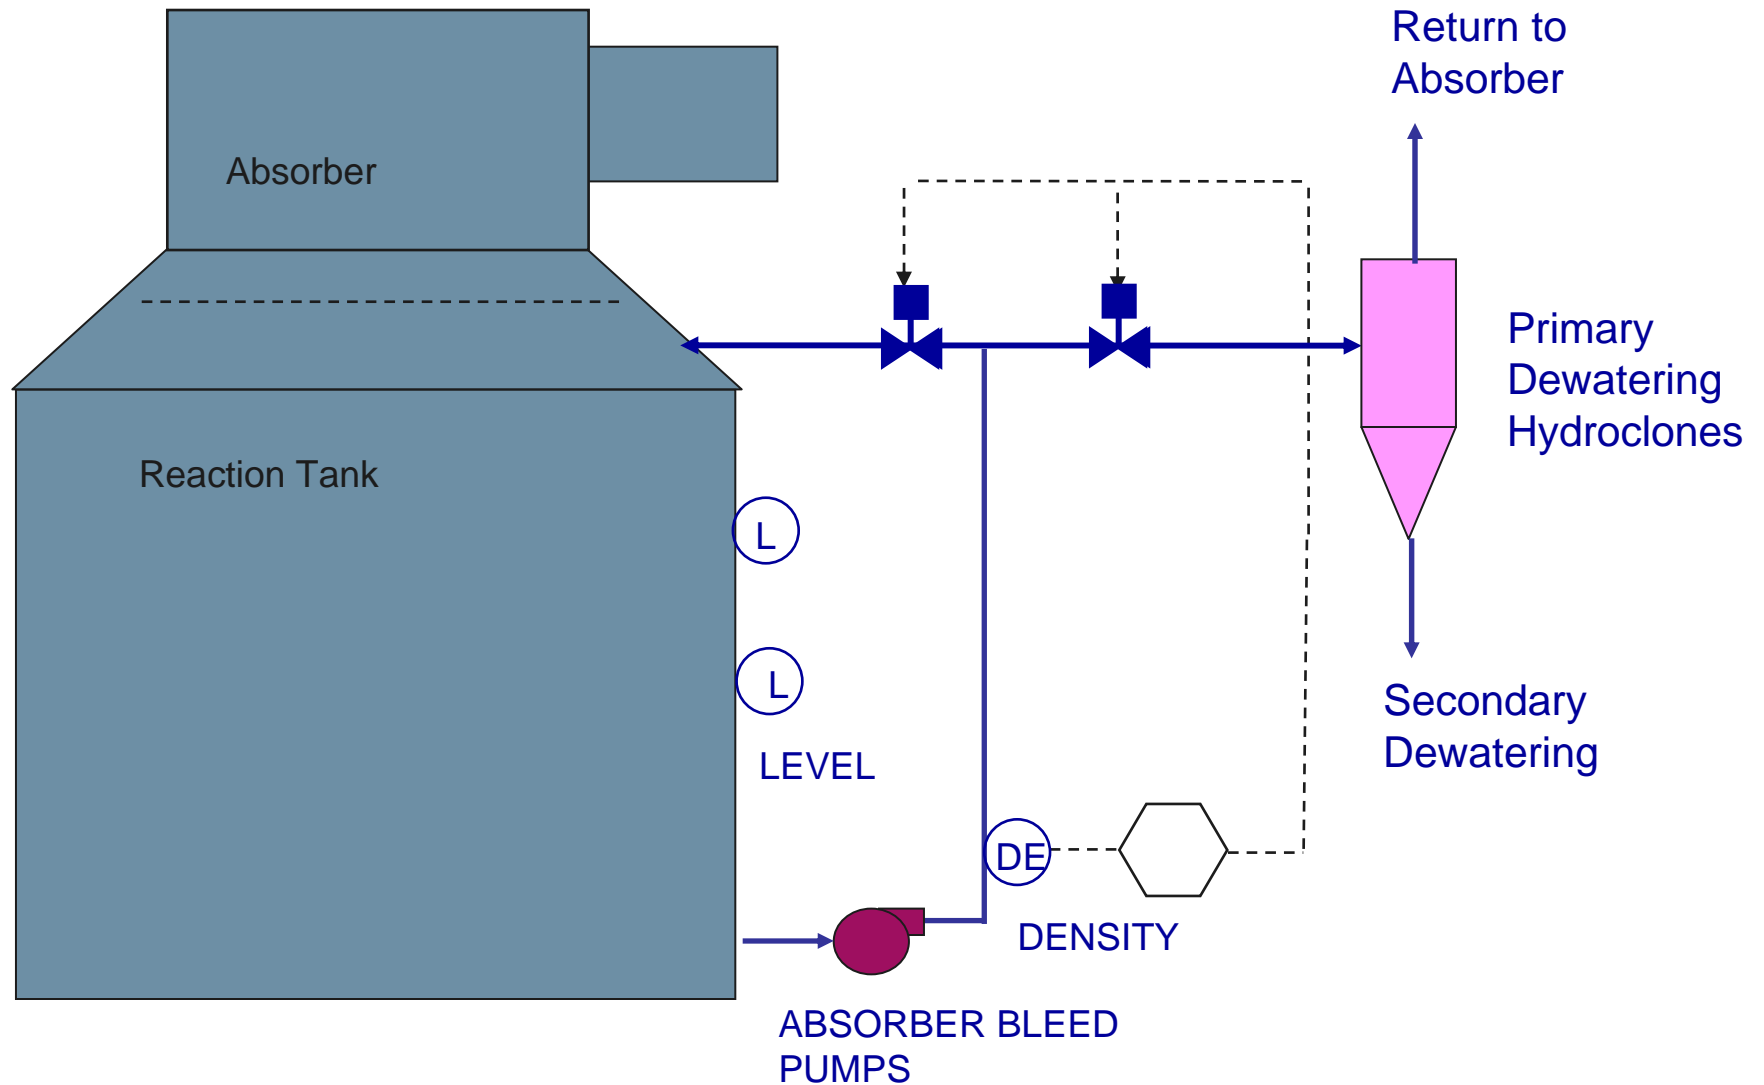 Return to
Absorber
Absorber
Primary
Dewatering
Hydroclones
Reaction Tank
L
L
Secondary
Dewatering
LEVEL
DE
DENSITY
ABSORBER BLEED
PUMPS